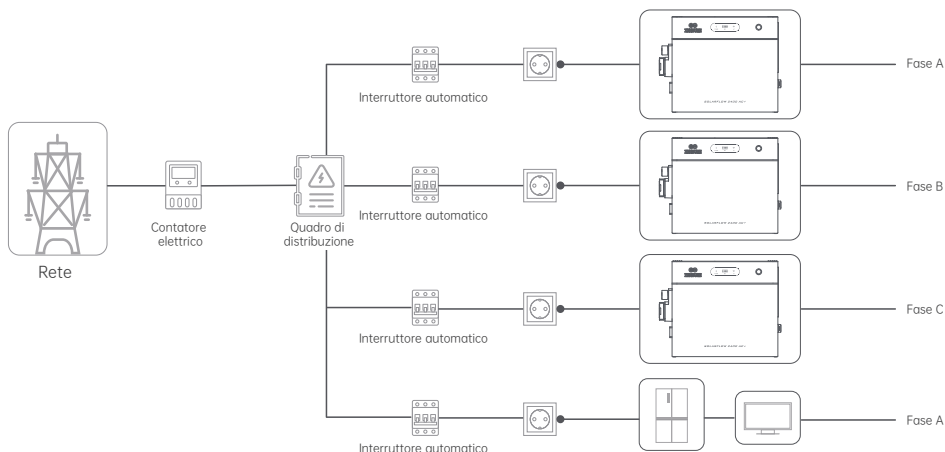 Fase A
Interruttore automatico
Fase B
Interruttore automatico
Contatore
elettrico
Quadro di
distribuzione
Rete
Fase C
Interruttore automatico
Fase A
Interruttore automatico